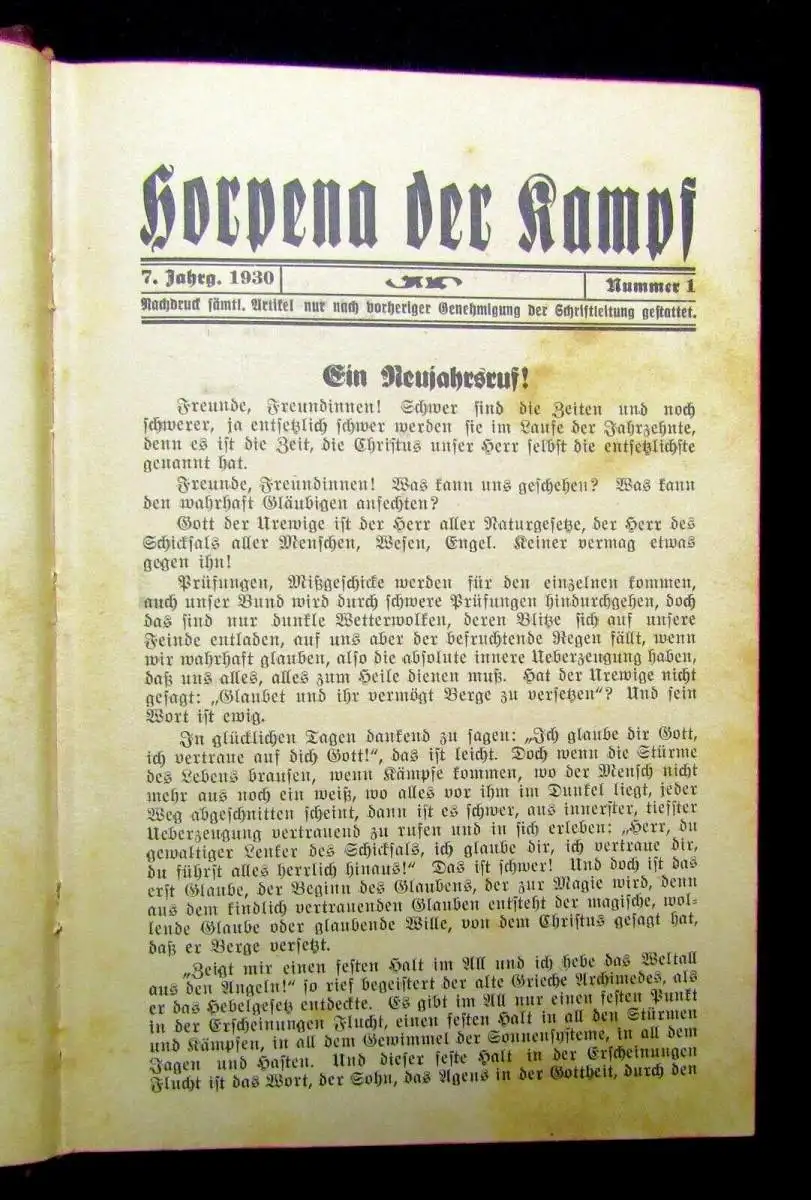 Horpena der Kampf
7. Jahrg. 1930
Nummer 1
Nachdruck sämtl. Artikel nur nach vorheriger Genehmigung der Schriftleitung gestattet.
Ein Neujahrsruf!
Freunde, Freundinnen! Schwer sind die Zeiten und noch
schwerer, ja entsetzlich schwer werden sie im Laufe der Jahrzehnte,
denn es ist die Zeit, die Christus unser Herr selbst die entsetzlichste
genannt hat.
Freunde, Freundinnen! Was kann uns geschehen? Was kann
den wahrhaft Gläubigen anfechten?
Gott der Urewige ist der Herr aller Naturgesetze, der Herr des
Schicksals aller Menschen, Wesen, Engel. Keiner vermag etwas
gegen ihn!
Prüfungen, Mißgeschicke werden für den einzelnen kommen,
auch unser Bund wird durch schwere Prüfungen hindurchgehen, doch
das sind nur dunkle Wetterwolken, deren Blitze sich auf unsere
Feinde entladen, auf uns aber der befruchtende Regen fällt, wenn
wir wahrhaft glauben, also die absolute innere Ueberzeugung haben,
daß uns alles, alles zum Heile dienen muß. Hat der Urewige nicht
gesagt: „Glaubet und ihr vermögt Berge zu versetzen"? Und sein
Wort ist ewig.
In glücklichen Tagen dankend zu sagen: „Ich glaube dir Gott,
ich vertraue auf dich Gott!", das ist leicht. Doch wenn die Stürme
des Lebens brausen, wenn Kämpfe kommen, wo der Mensch nicht
mehr aus noch ein weiß, wo alles vor ihm im Dunkel liegt, jeder
Weg abgeschnitten scheint, dann ist es schwer, aus innerster, tiefster
Ueberzeugung vertrauend zu rufen und in sich erleben: „Herr, du
gewaltiger Lenker des Schicksals, ich glaube dir, ich vertraue dir,
du führst alles herrlich hinaus!" Das ist schwer! Und doch ist das
erst Glaube, der Beginn des Glaubens, der zur Magie wird, denn
aus dem kindlich vertrauenden Glauben entsteht der magische, wol-
lende Glaube oder glaubende Wille, von dem Christus gesagt hat,
daß er Berge versetzt.
„Zeigt mir einen festen Halt im All und ich hebe das Weltall
aus den Angeln!" so rief begeistert der alte Grieche Archimedes, als
er das Hebelgesetz entdeckte. Es gibt im All nur einen festen Punkt
in der Erscheinungen Flucht, einen festen Halt in all den Stürmen
und Kämpfen, in all dem Gewimmel der Sonnensysteme, in all dem
Jagen und Hasten. Und dieser feste Halt in der Erscheinungen
Flucht ist das Wort, der Sohn, das Agens in der Gottheit, durch den